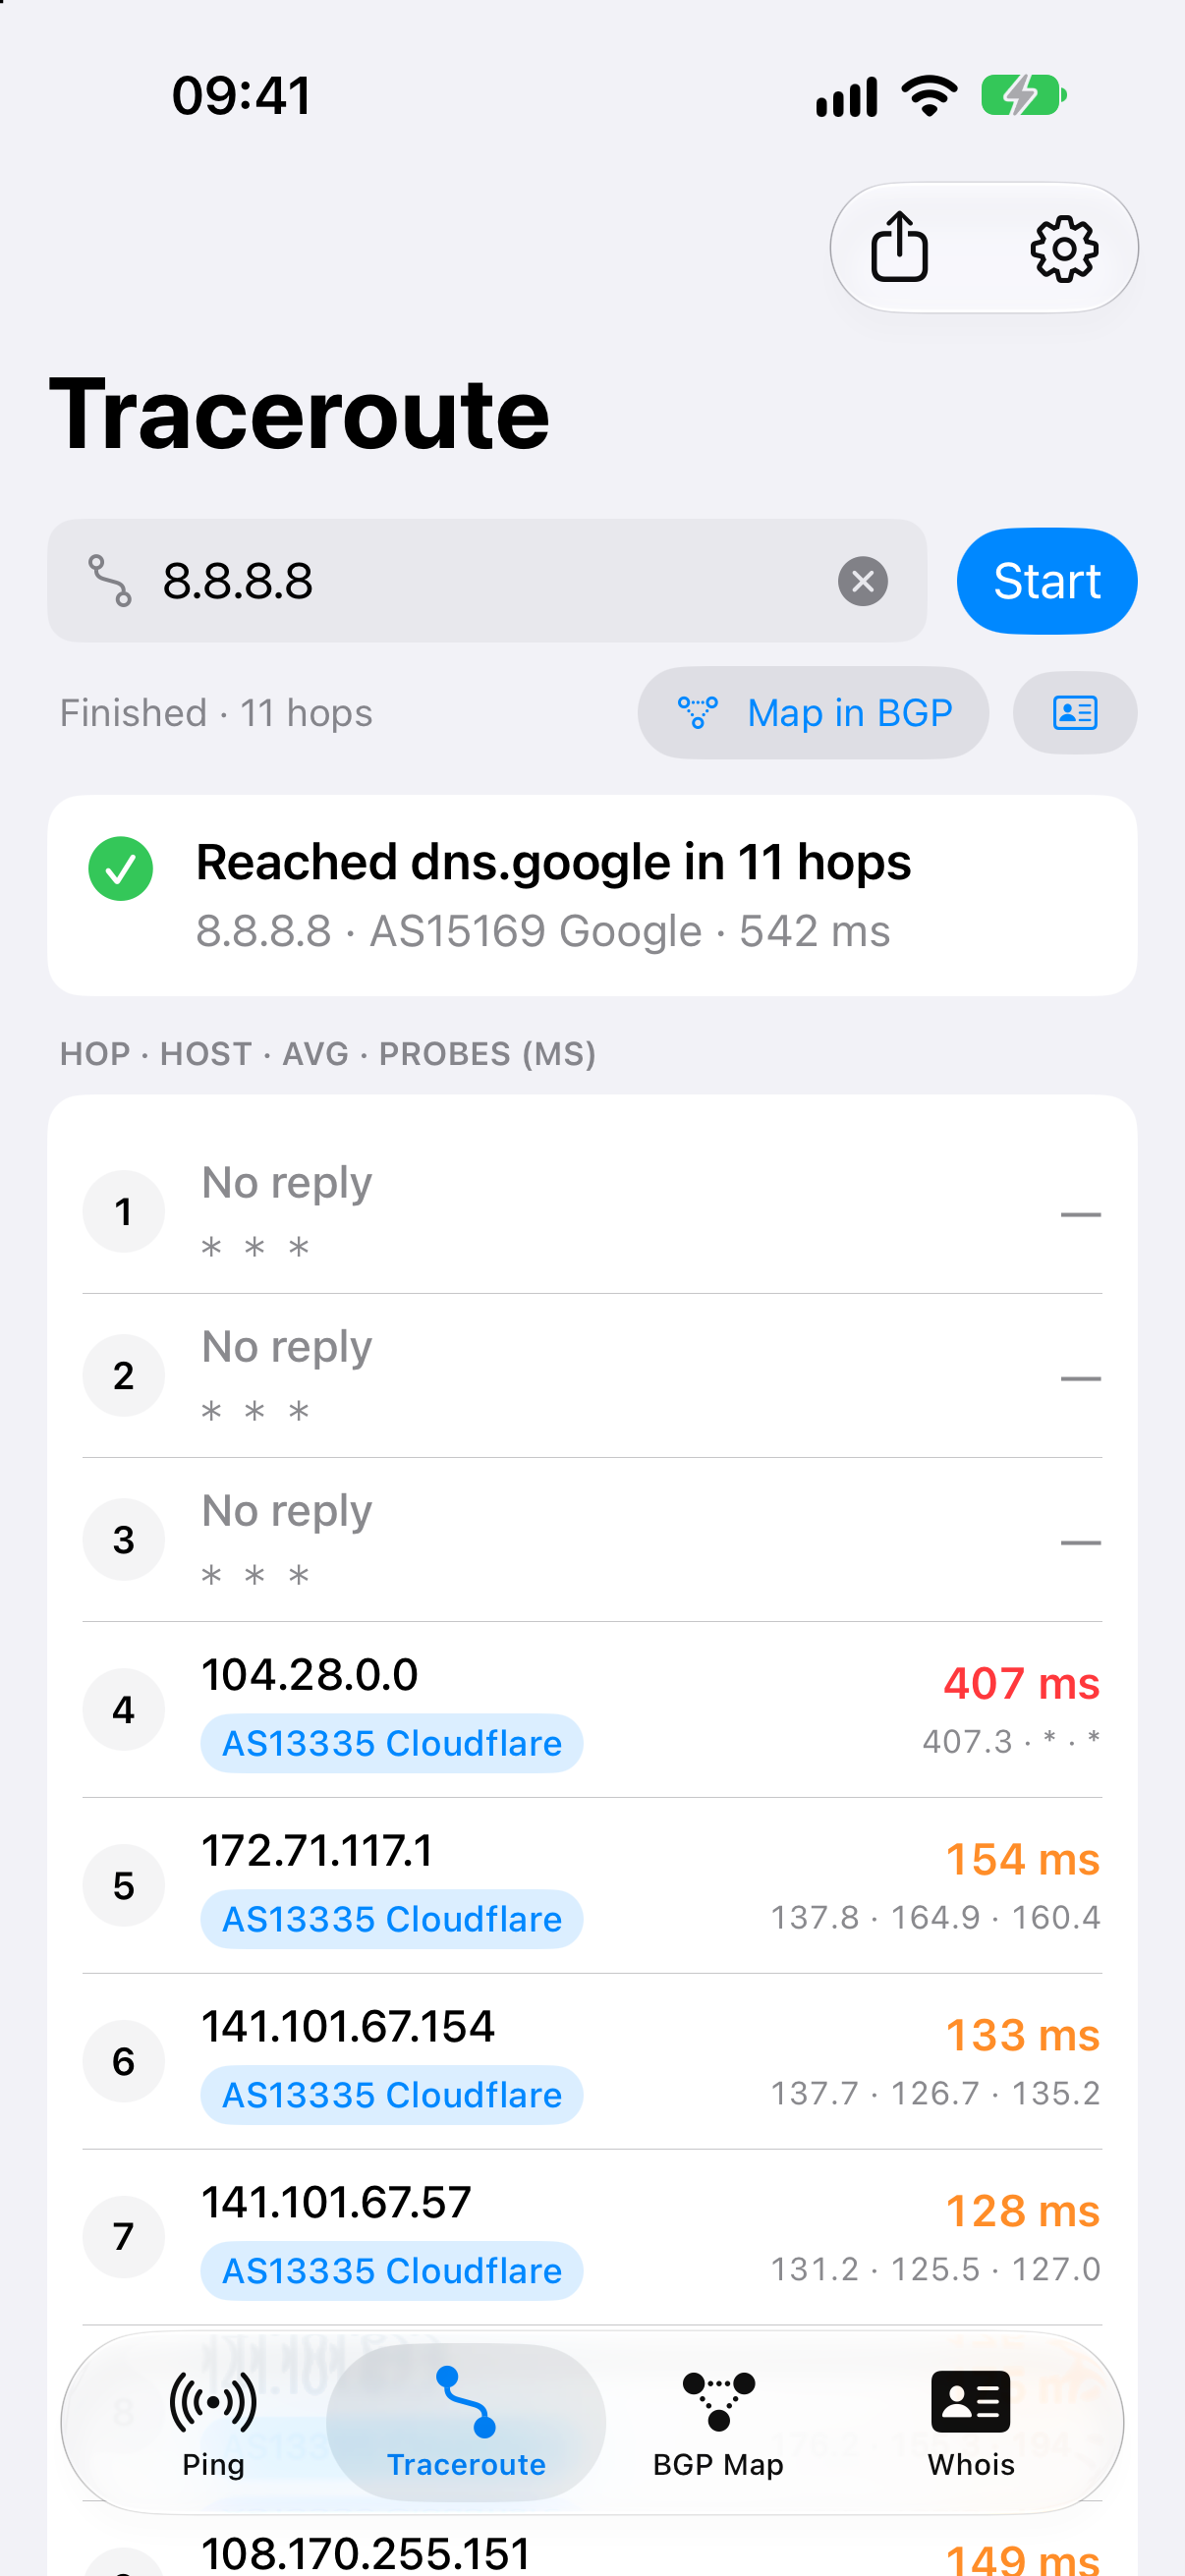 09:41
Traceroute
8.8.8.8
Start
Finished · 11 hops
Map in BGP
Reached dns.google in 11 hops
8.8.8.8 · AS15169 Google · 542 ms
HOP · HOST · AVG · PROBES (MS)
1
No reply
* * *
—
2
No reply
* * *
—
3
No reply
* * *
—
4
104.28.0.0
407 ms
AS13335 Cloudflare
407.3 · * · *
5
172.71.117.1
154 ms
AS13335 Cloudflare
137.8 · 164.9 · 160.4
6
141.101.67.154
133 ms
AS13335 Cloudflare
137.7 · 126.7 · 135.2
7
141.101.67.57
128 ms
AS13335 Cloudflare
131.2 · 125.5 · 127.0
8
Ping
Traceroute
BGP Map
Whois
108.170.255.151
149 ms